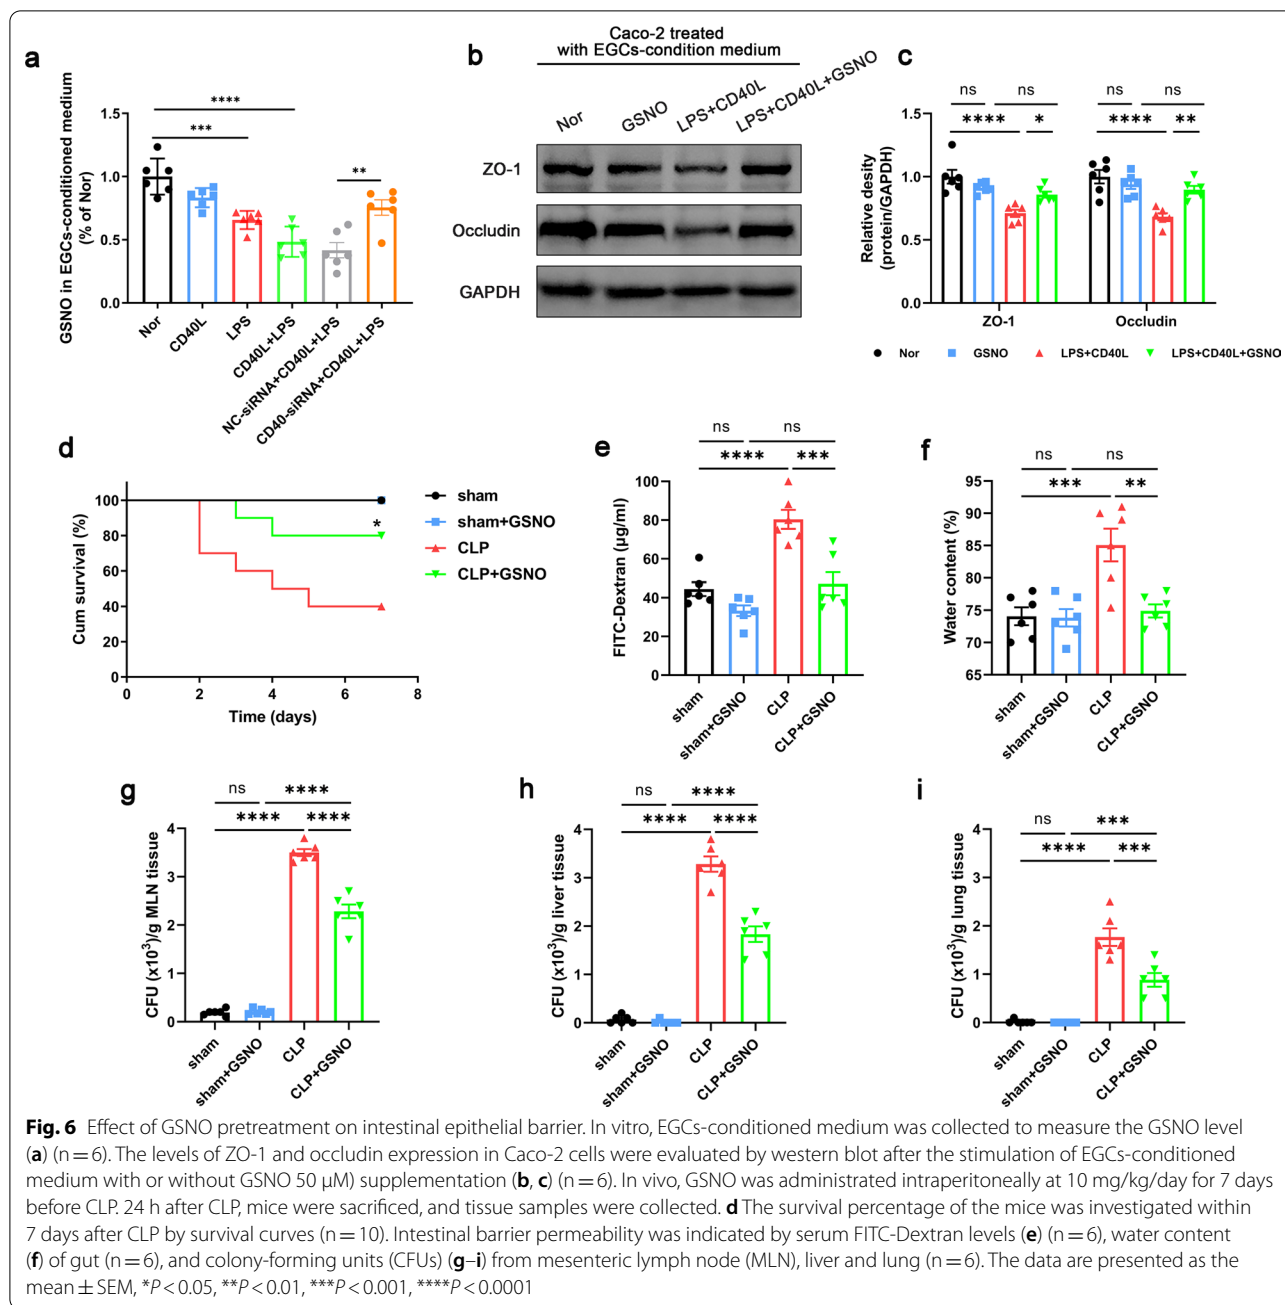 a
GSNO in EGCs-conditioned medium
(% of Nor)
1.5
1.0
0.5
0.0
****
***
**
Nor
CD40L
LPS
CD40L+LPS
NC-siRNA+CD40L+LPS
CD40-siRNA+CD40L+LPS
b
Caco-2 treated
with EGCs-condition medium
Nor
GSNO
LPS+CD40L
LPS+CD40L+GSNO
ZO-1
Occludin
GAPDH
c
Relative desity
(protein/GAPDH)
1.5
1.0
0.5
0.0
ns
ns
****
*
ns
ns
****
**
ZO-1
Occludin
Nor
GSNO
LPS+CD40L
LPS+CD40L+GSNO
d
Cum survival (%)
100
80
60
40
20
0
0
2
4
6
8
Time (days)
*
sham
sham+GSNO
CLP
CLP+GSNO
e
FITC-Dextran (μg/ml)
100
80
60
40
20
0
ns
ns
****
***
sham
sham+GSNO
CLP
CLP+GSNO
f
Water content (%)
95
90
85
80
75
70
65
ns
ns
***
**
sham
sham+GSNO
CLP
CLP+GSNO
g
CFU (x10³)/g MLN tissue
4
3
2
1
0
ns
****
****
****
sham
sham+GSNO
CLP
CLP+GSNO
h
CFU (x10³)/g liver tissue
4
3
2
1
0
ns
****
****
****
sham
sham+GSNO
CLP
CLP+GSNO
i
CFU (x10³)/g lung tissue
4
3
2
1
0
ns
***
****
***
sham
sham+GSNO
CLP
CLP+GSNO
Fig. 6 Effect of GSNO pretreatment on intestinal epithelial barrier. In vitro, EGCs-conditioned medium was collected to measure the GSNO level
(a) (n = 6). The levels of ZO-1 and occludin expression in Caco-2 cells were evaluated by western blot after the stimulation of EGCs-conditioned
medium with or without GSNO 50 μM) supplementation (b, c) (n = 6). In vivo, GSNO was administrated intraperitoneally at 10 mg/kg/day for 7 days
before CLP. 24 h after CLP, mice were sacrificed, and tissue samples were collected. d The survival percentage of the mice was investigated within
7 days after CLP by survival curves (n = 10). Intestinal barrier permeability was indicated by serum FITC-Dextran levels (e) (n = 6), water content
(f) of gut (n = 6), and colony-forming units (CFUs) (g–i) from mesenteric lymph node (MLN), liver and lung (n = 6). The data are presented as the
mean ± SEM, *P < 0.05, **P < 0.01, ***P < 0.001, ****P < 0.0001